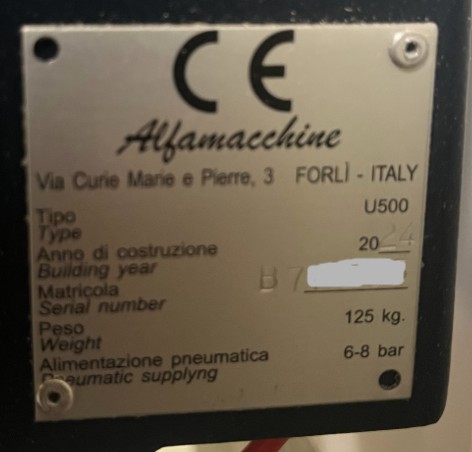 CE
Alfamacchine
Via Curie Marie e Pierre, 3 FORLÌ - ITALY
Tipo U500
Type
Anno di costruzione 2024
Building year
Matricola B 7
Serial number
Peso 125 kg.
Weight
Alimentazione pneumatica 6-8 bar
Pneumatic supplyng